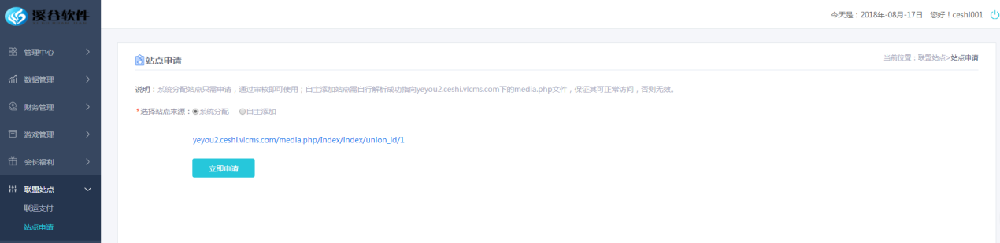 溪谷软件
今天是：2018年-08月-17日 您好！ceshi001
管理中心
数据管理
财务管理
游戏管理
会长福利
联盟站点
联运支付
站点申请
站点申请
当前位置：联盟站点>站点申请
说明：系统分配站点只需申请，通过审核即可使用；自主添加站点需自行解析成功指向yeyou2.ceshi.vlcms.com下的media.php文件，保证其可正常访问，否则无效。
*选择站点来源：系统分配 自主添加
yeyou2.ceshi.vlcms.com/media.php/Index/index/union_id/1
立即申请